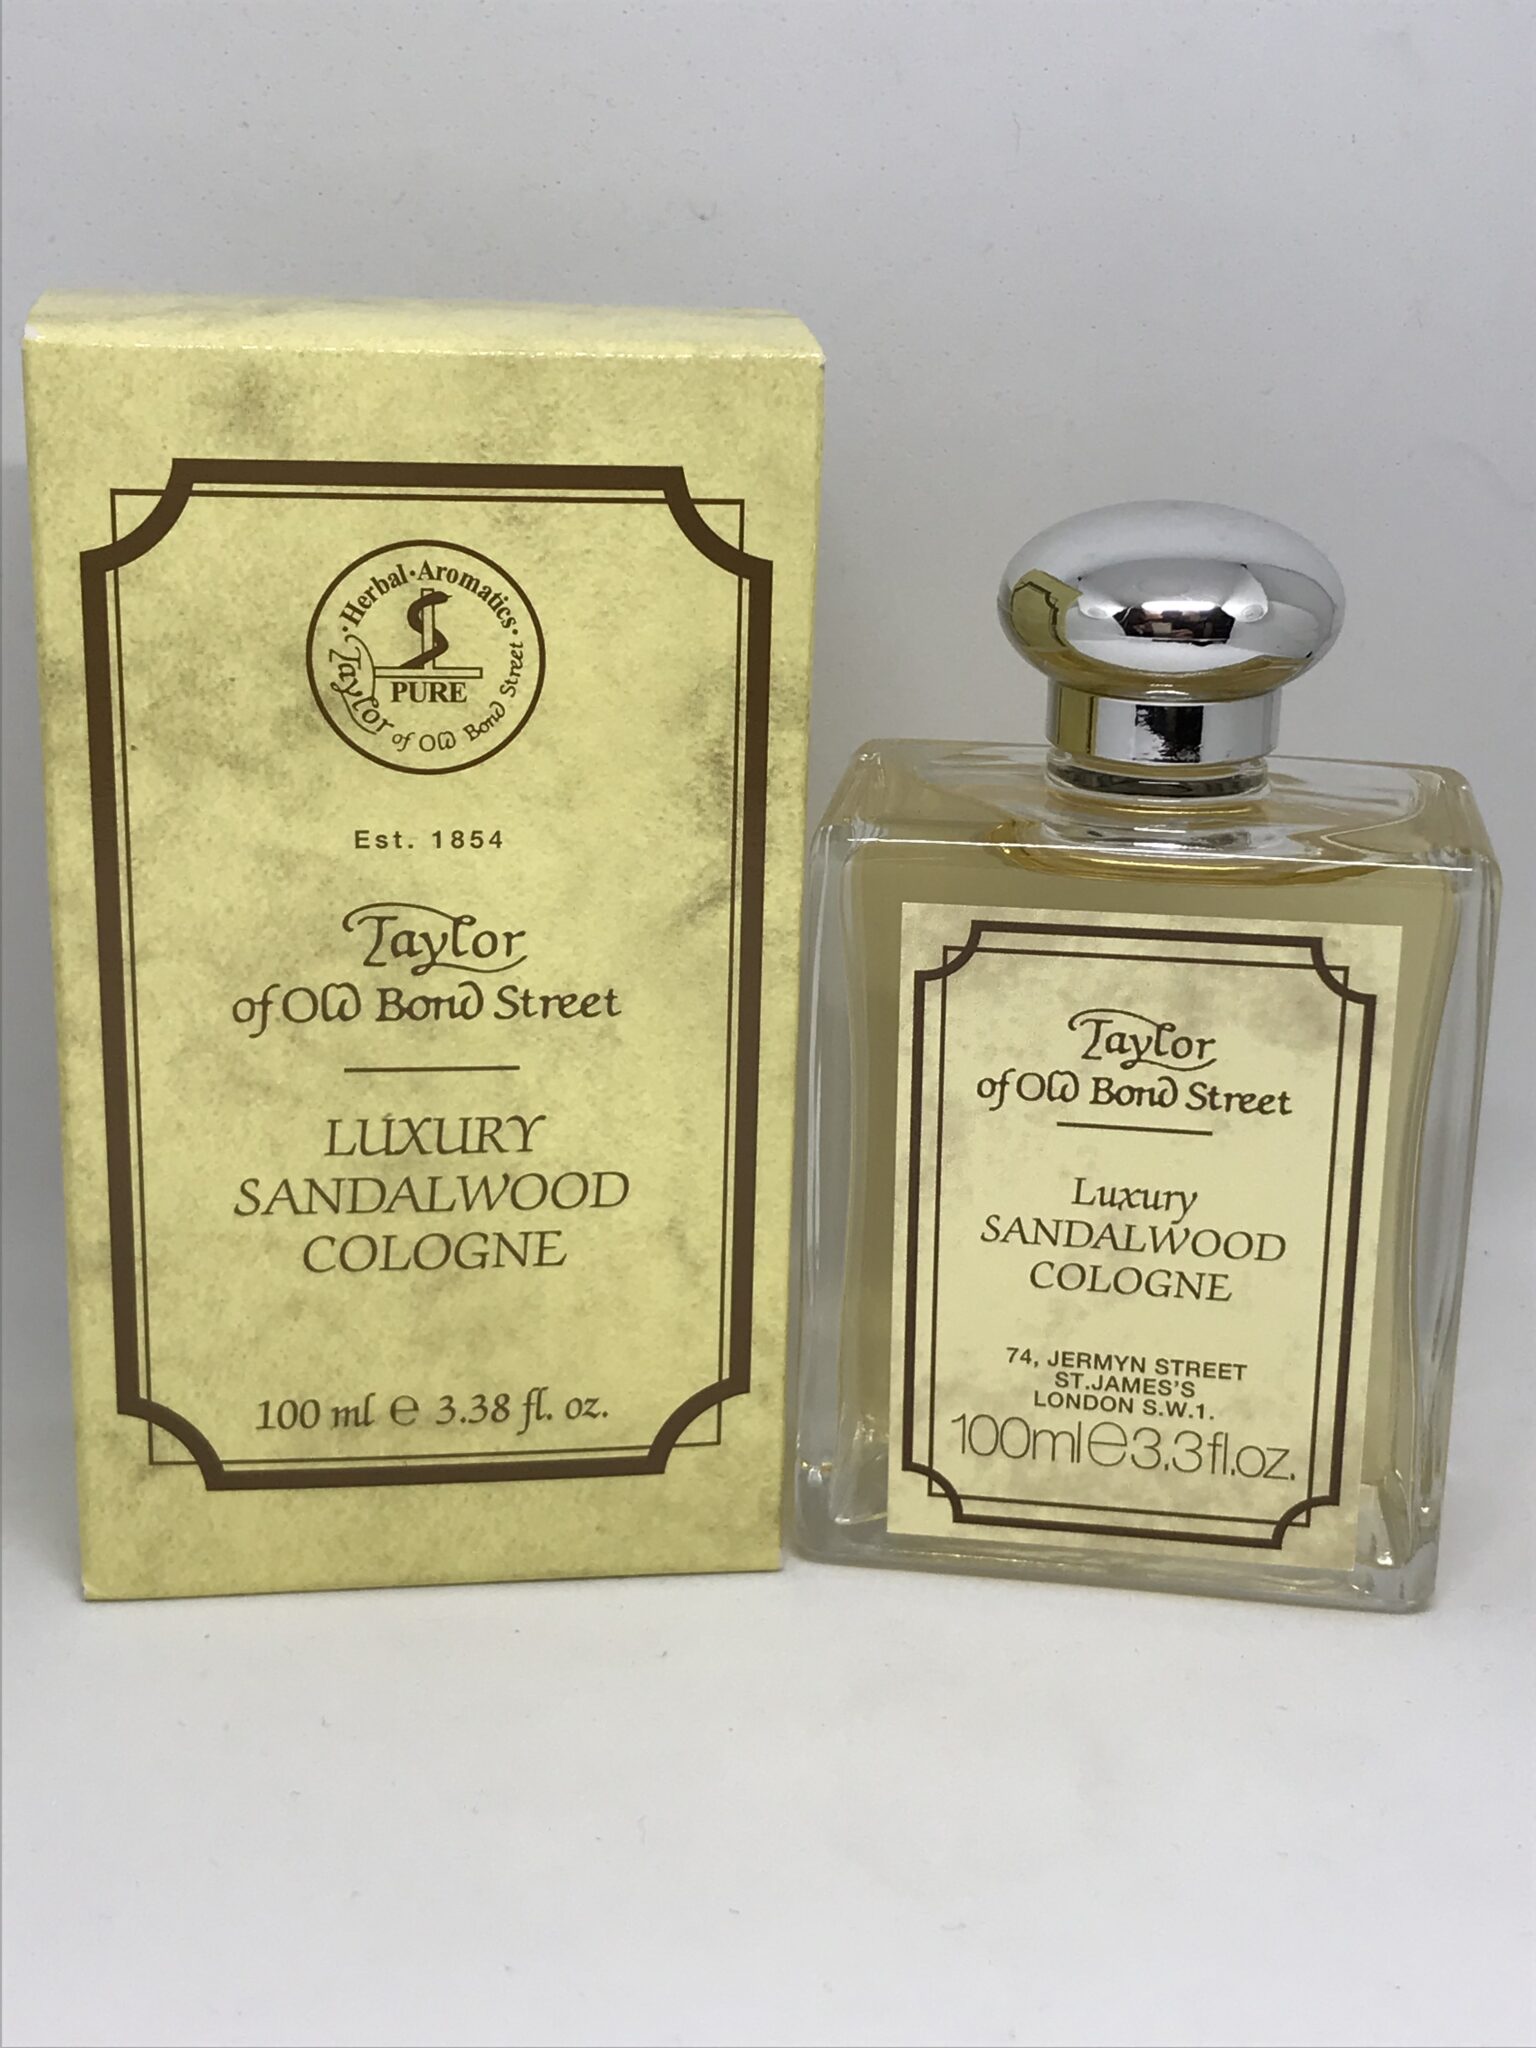 ·Herbal·Aromatics·
PURE
Taylor of Old Bond Street
Est. 1854
Taylor
of Old Bond Street
LUXURY
SANDALWOOD
COLOGNE
100 ml e 3.38 fl. oz.
Taylor
of Old Bond Street
Luxury
SANDALWOOD
COLOGNE
74, JERMYN STREET
ST.JAMES'S
LONDON S.W.1.
100ml e 3.3fl.oz.